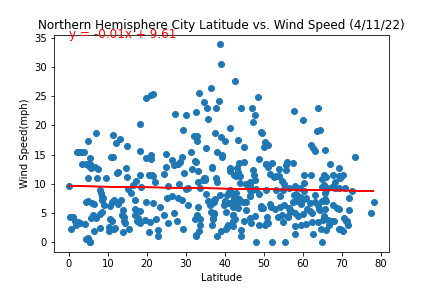 Northern Hemisphere City Latitude vs. Wind Speed (4/11/22)
y = -0.01x + 9.61
35
30
25
20
15
10
5
0
Wind Speed(mph)
0 10 20 30 40 50 60 70 80
Latitude